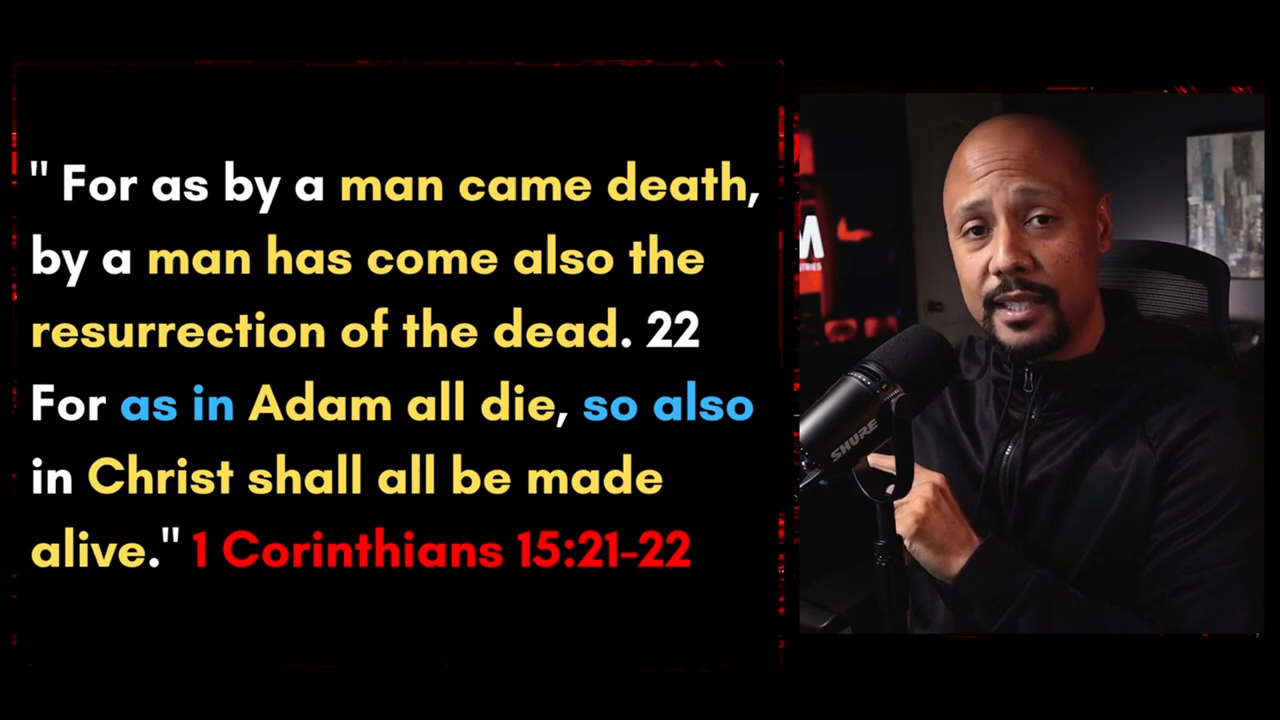 " For as by a man came death,
by a man has come also the
resurrection of the dead. 22
For as in Adam all die, so also
in Christ shall all be made
alive." 1 Corinthians 15:21-22
SHURE